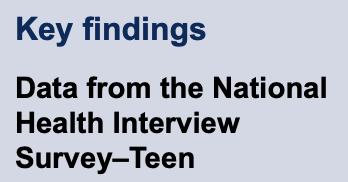 Key findings
Data from the National
Health Interview
Survey–Teen